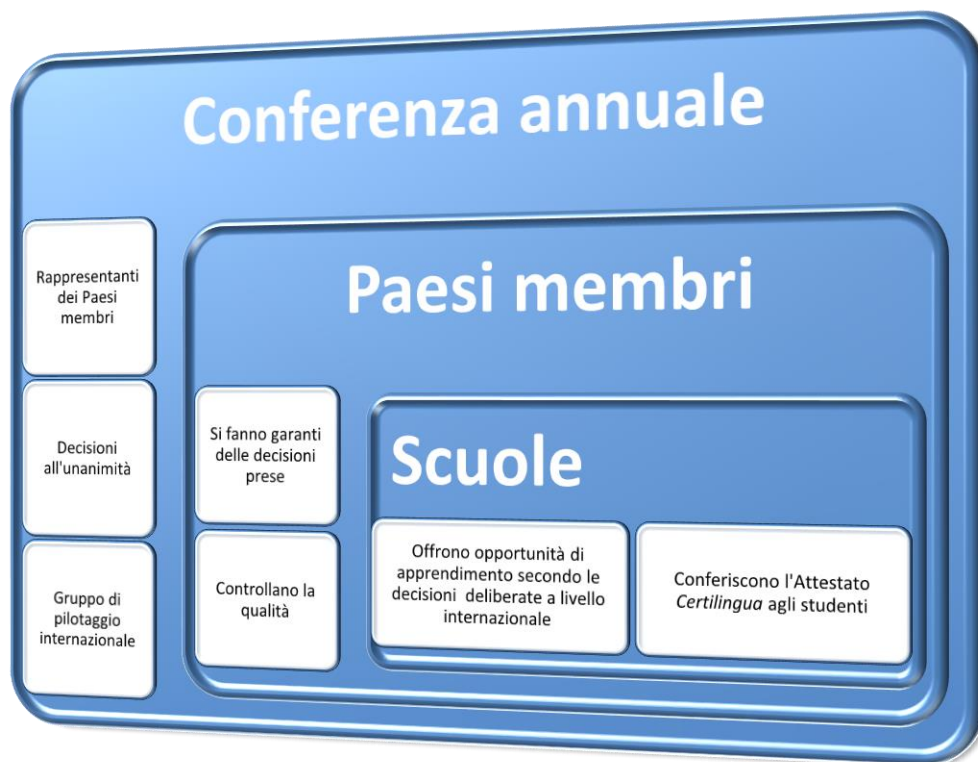 Conferenza annuale
Rappresentanti
dei Paesi
membri
Decisioni
all'unanimità
Gruppo di
pilotaggio
internazionale
Paesi membri
Si fanno garanti
delle decisioni
prese
Controllano la
qualità
Scuole
Offrono opportunità di
apprendimento secondo le
decisioni deliberate a livello
internazionale
Conferiscono l'Attestato
Certilingua agli studenti